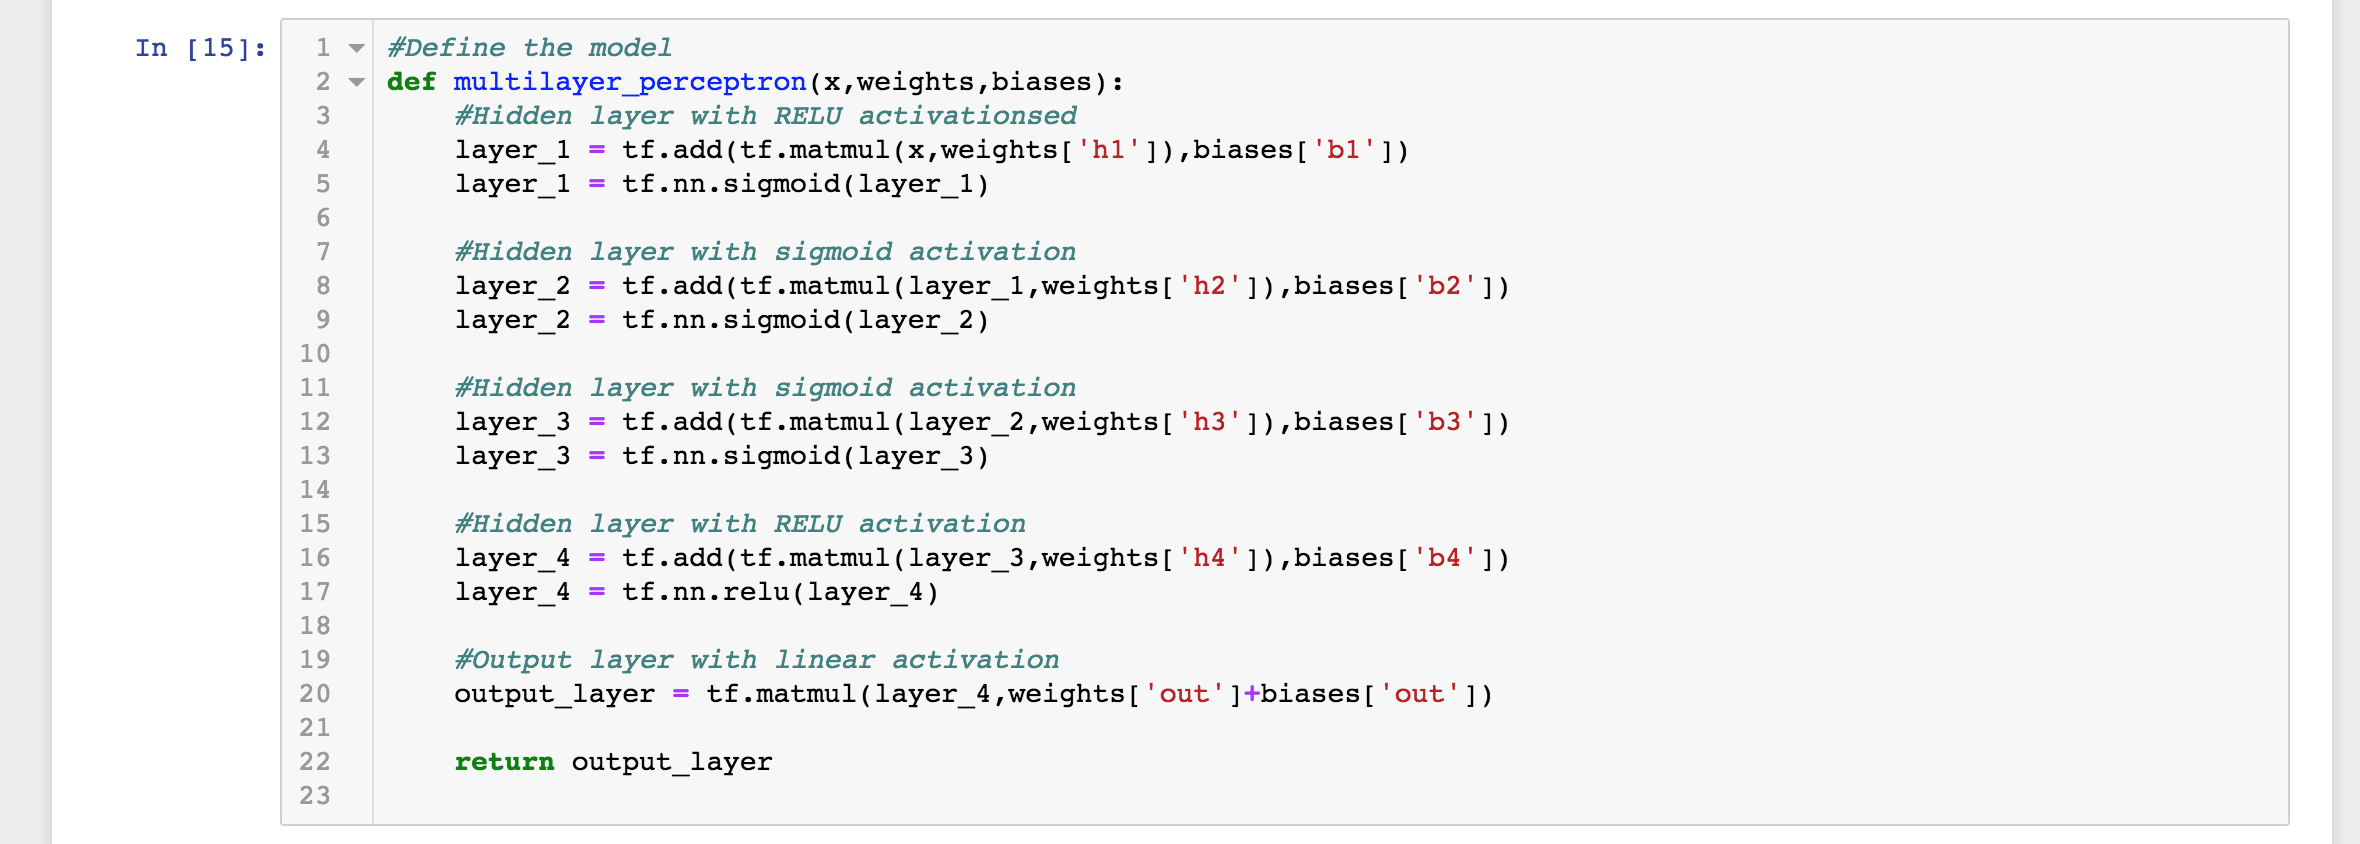 In [15]:
1 #Define the model
2 def multilayer_perceptron(x,weights,biases):
3     #Hidden layer with RELU activationsed
4     layer_1 = tf.add(tf.matmul(x,weights['h1']),biases['b1'])
5     layer_1 = tf.nn.sigmoid(layer_1)
6
7     #Hidden layer with sigmoid activation
8     layer_2 = tf.add(tf.matmul(layer_1,weights['h2']),biases['b2'])
9     layer_2 = tf.nn.sigmoid(layer_2)
10
11     #Hidden layer with sigmoid activation
12     layer_3 = tf.add(tf.matmul(layer_2,weights['h3']),biases['b3'])
13     layer_3 = tf.nn.sigmoid(layer_3)
14
15     #Hidden layer with RELU activation
16     layer_4 = tf.add(tf.matmul(layer_3,weights['h4']),biases['b4'])
17     layer_4 = tf.nn.relu(layer_4)
18
19     #Output layer with linear activation
20     output_layer = tf.matmul(layer_4,weights['out']+biases['out'])
21
22     return output_layer
23